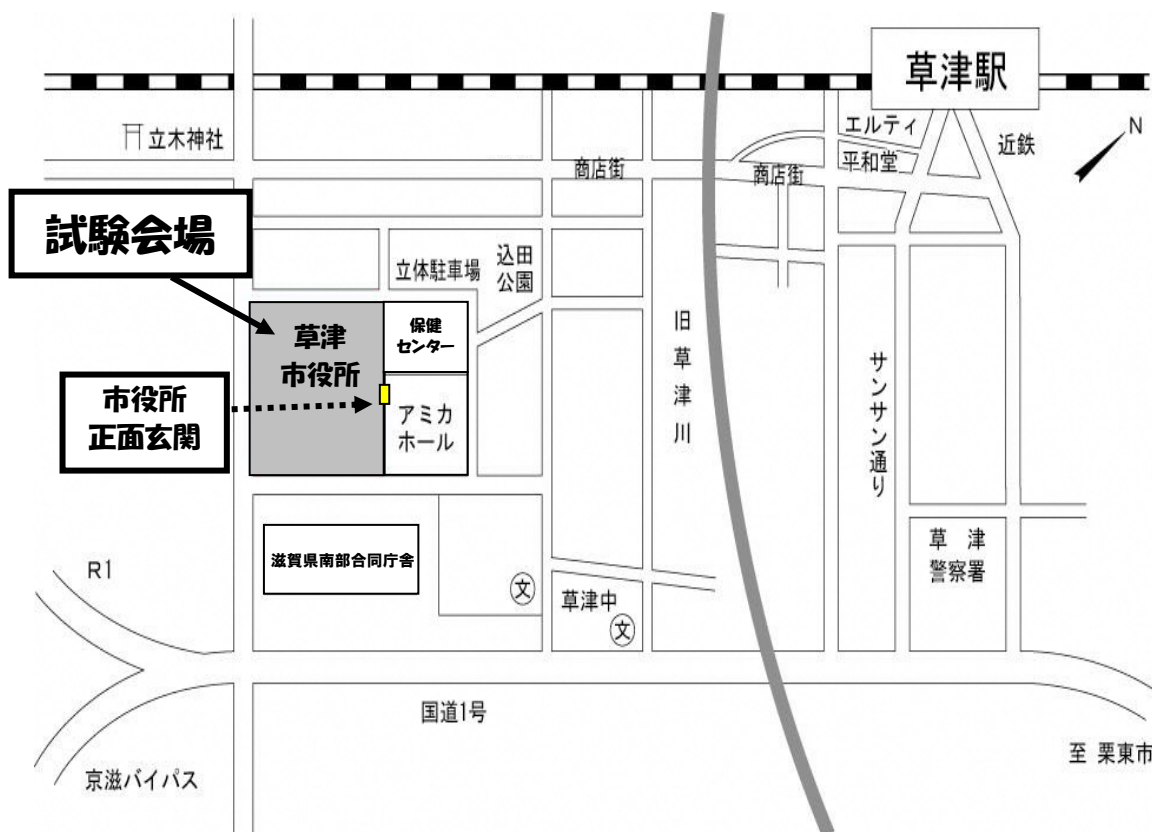 草津駅
エルティ
近鉄
N
立木神社
商店街
商店街
平和堂
試験会場
立体駐車場
込田
公園
草津
市役所
保健
センター
旧草津川
サンサン通り
市役所
正面玄関
アミカ
ホール
滋賀県南部合同庁舎
草津
警察署
R1
文
草津中
文
国道1号
至 栗東市
京滋バイパス